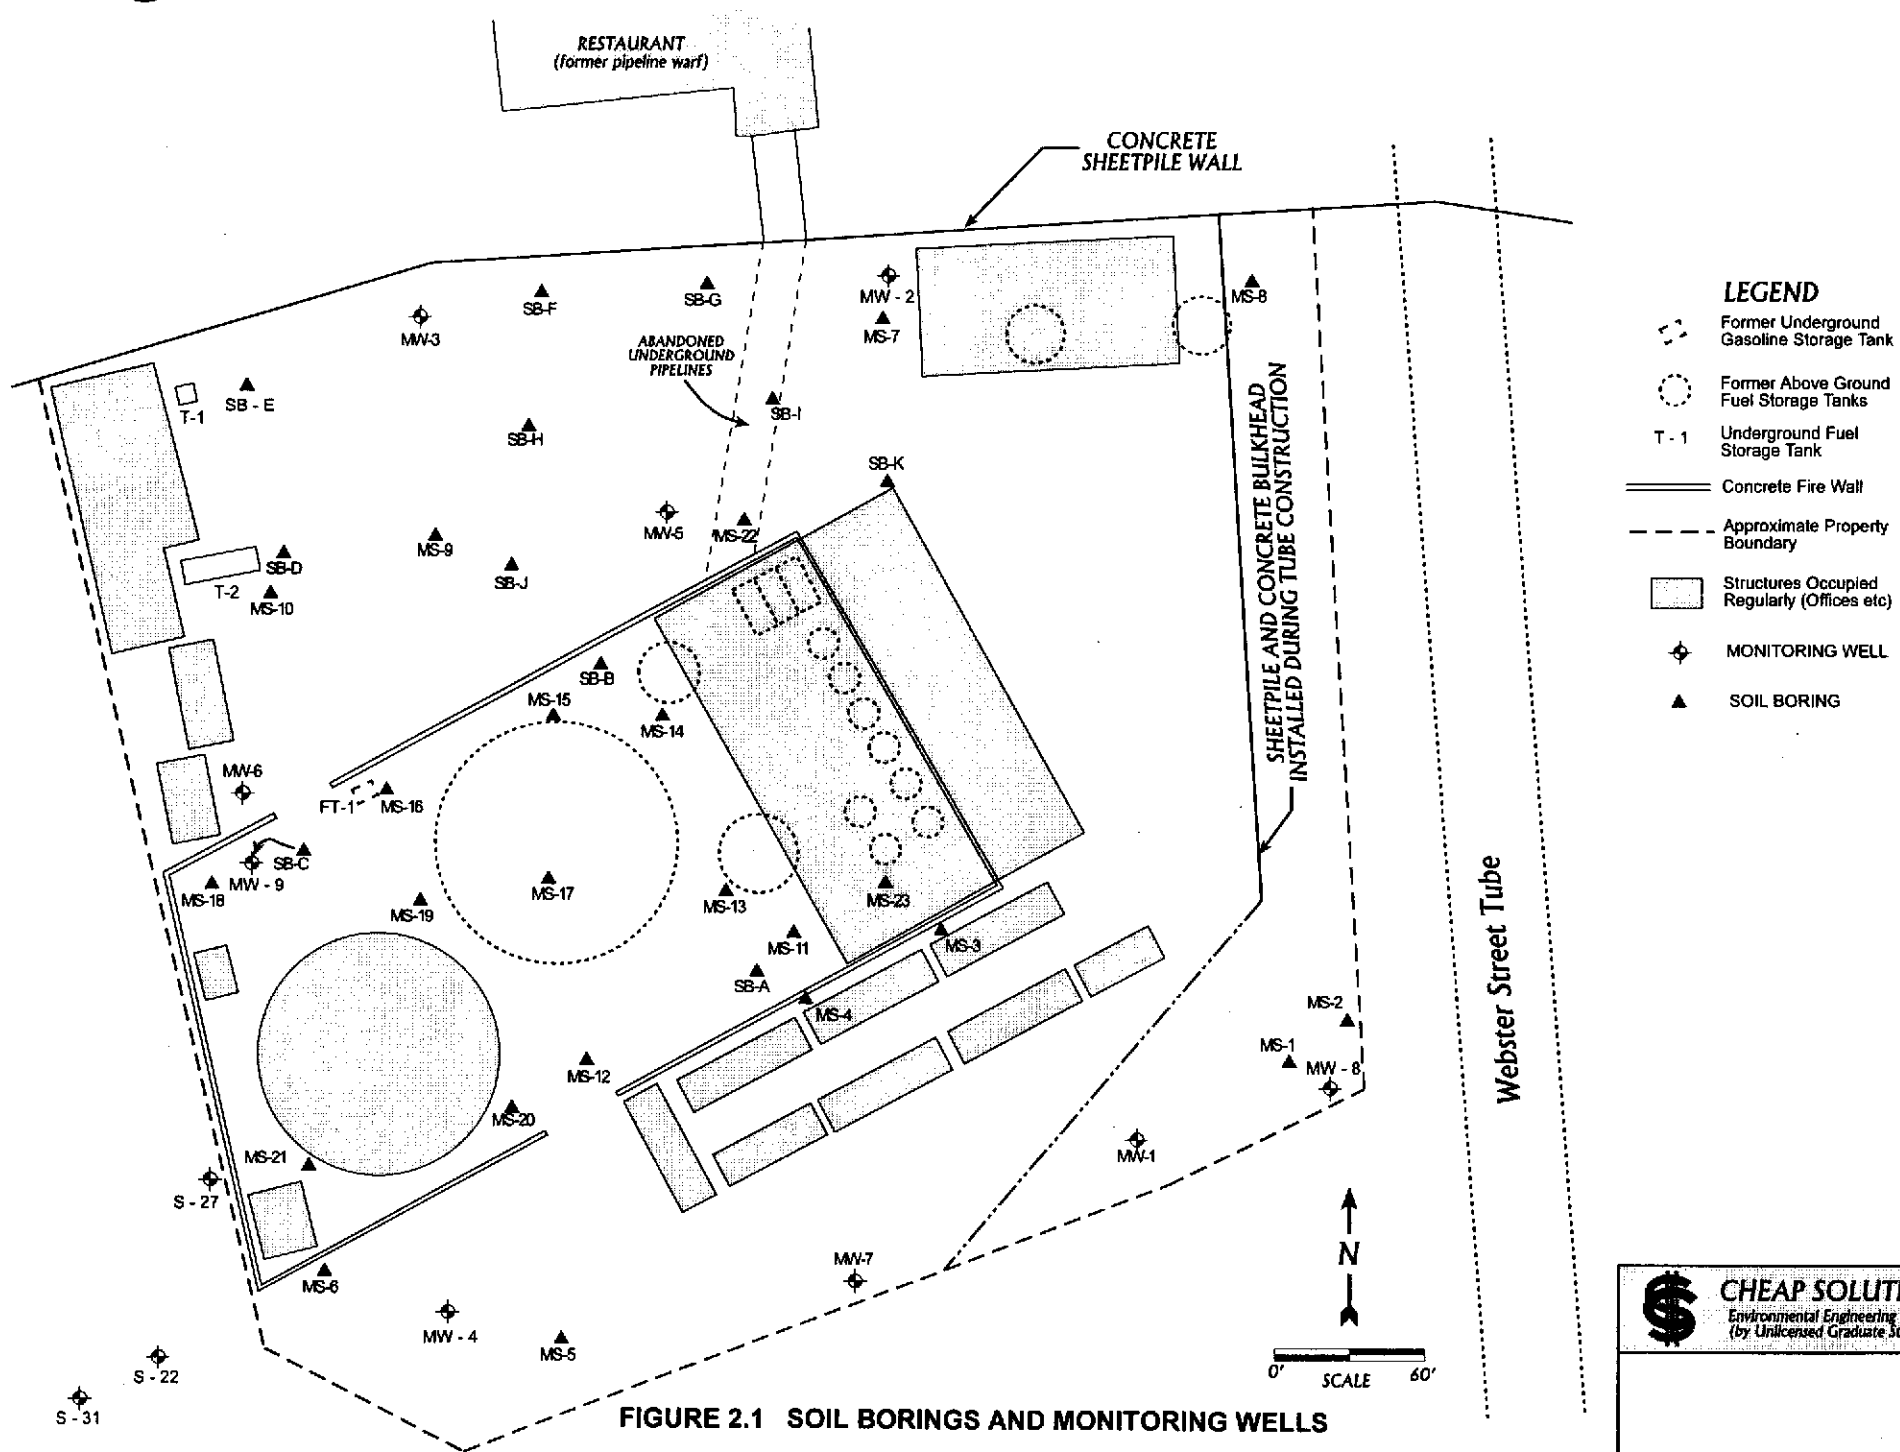 RESTAURANT
(former pipeline warf)
CONCRETE
SHEETPILE WALL
SB-F
SB-G
MW - 2
MS-8
MW-3
MS-7
ABANDONED
UNDERGROUND
PIPELINES
T-1
SB - E
SB-I
SB-H
SB-K
MW-5
MS-22
MS-9
SB-D
SB-J
T-2
MS-10
SHEETPILE AND CONCRETE BULKHEAD
INSTALLED DURING TUBE CONSTRUCTION
SB-B
MS-15
MS-14
MW-6
FT-1
MS-16
SB-C
MW - 9
MS-18
MS-17
MS-19
MS-13
MS-23
MS-11
MS-3
SB-A
MS-4
MS-2
MS-1
MW - 8
MS-12
MS-20
MW-1
MS-21
S - 27
MW-7
MS-6
MW - 4
MS-5
S - 22
S - 31
Webster Street Tube
N
0'
60'
SCALE
LEGEND
Former Underground
Gasoline Storage Tank
Former Above Ground
Fuel Storage Tanks
T - 1
Underground Fuel
Storage Tank
Concrete Fire Wall
Approximate Property
Boundary
Structures Occupied
Regularly (Offices etc)
MONITORING WELL
SOIL BORING
CHEAP SOLUTI
Environmental Engineering
(by Unlicensed Graduate
FIGURE 2.1 SOIL BORINGS AND MONITORING WELLS